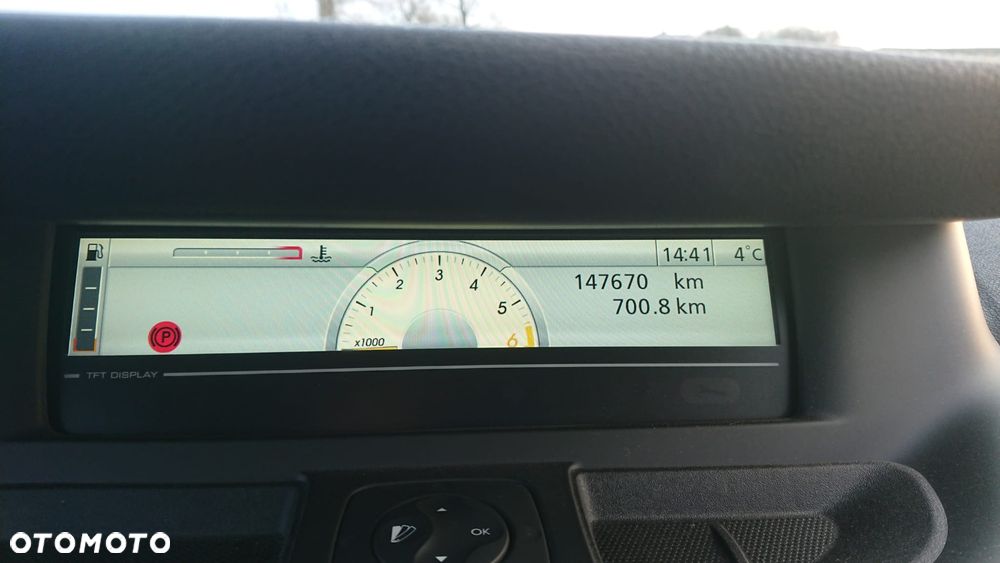 14:41 4°C
147670 km
700.8 km
1 2 3 4 5 6
x1000
P
TFT DISPLAY
OK
OTOMOTO